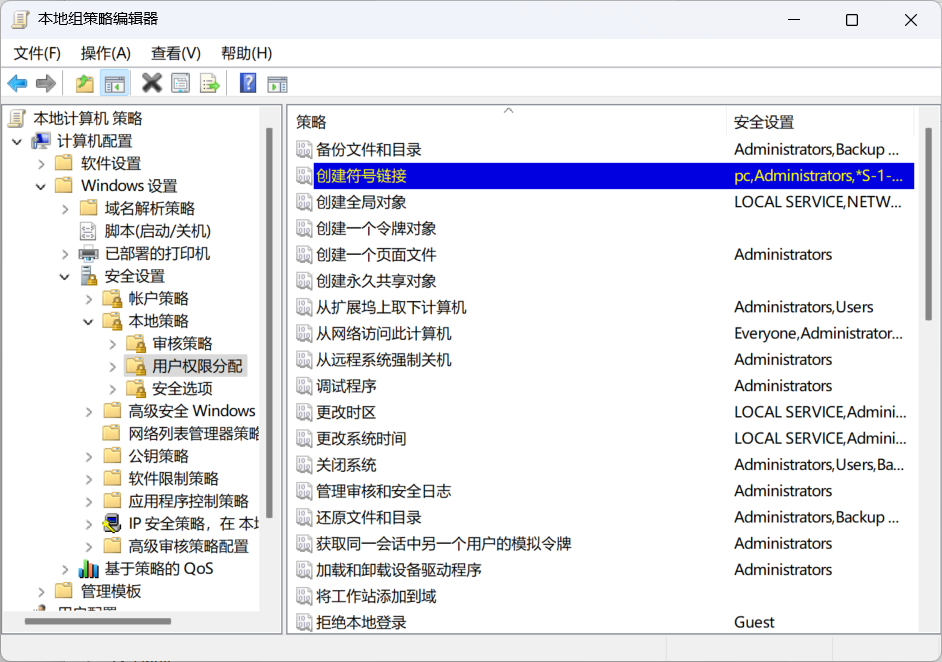 本地组策略编辑器
文件(F) 操作(A) 查看(V) 帮助(H)
本地计算机 策略
计算机配置
软件设置
Windows 设置
域名解析策略
脚本(启动/关机)
已部署的打印机
安全设置
帐户策略
本地策略
审核策略
用户权限分配
安全选项
高级安全 Windows
网络列表管理器策略
公钥策略
软件限制策略
应用程序控制策略
IP 安全策略，在 本地
高级审核策略配置
基于策略的 QoS
管理模板
用户配置
策略 安全设置
备份文件和目录 Administrators,Backup ...
创建符号链接 pc,Administrators,*S-1-...
创建全局对象 LOCAL SERVICE,NETW...
创建一个令牌对象
创建一个页面文件 Administrators
创建永久共享对象
从扩展坞上取下计算机 Administrators,Users
从网络访问此计算机 Everyone,Administrator...
从远程系统强制关机 Administrators
调试程序 Administrators
更改时区 LOCAL SERVICE,Admini...
更改系统时间 LOCAL SERVICE,Admini...
关闭系统 Administrators,Users,Ba...
管理审核和安全日志 Administrators
还原文件和目录 Administrators,Backup ...
获取同一会话中另一个用户的模拟令牌 Administrators
加载和卸载设备驱动程序 Administrators
将工作站添加到域
拒绝本地登录 Guest